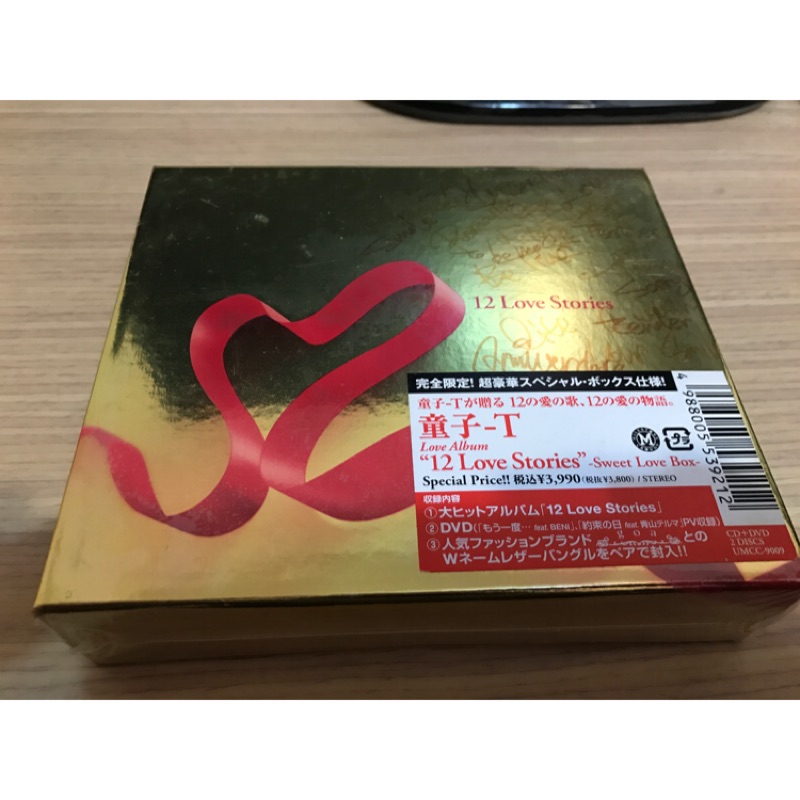 12 Love Stories
完全限定! 超豪華スペシャル・ボックス仕様!
童子-Tが贈る 12の愛の歌、12の愛の物語。
童子-T
Love Album
“12 Love Stories” -Sweet Love Box-
Special Price!! 税込¥3,990 (税抜¥3,800) / STEREO
収録内容
①大ヒットアルバム「12 Love Stories」
②DVD(「もう一度… feat. BENI」、「約束の日 feat. 青山テルマ」PV収録)
③人気ファッションブランド goa との
Wネームレザーバングルをペアで封入!!
CD+DVD
2 DISCS
UMCC-9009
4 988005 539212